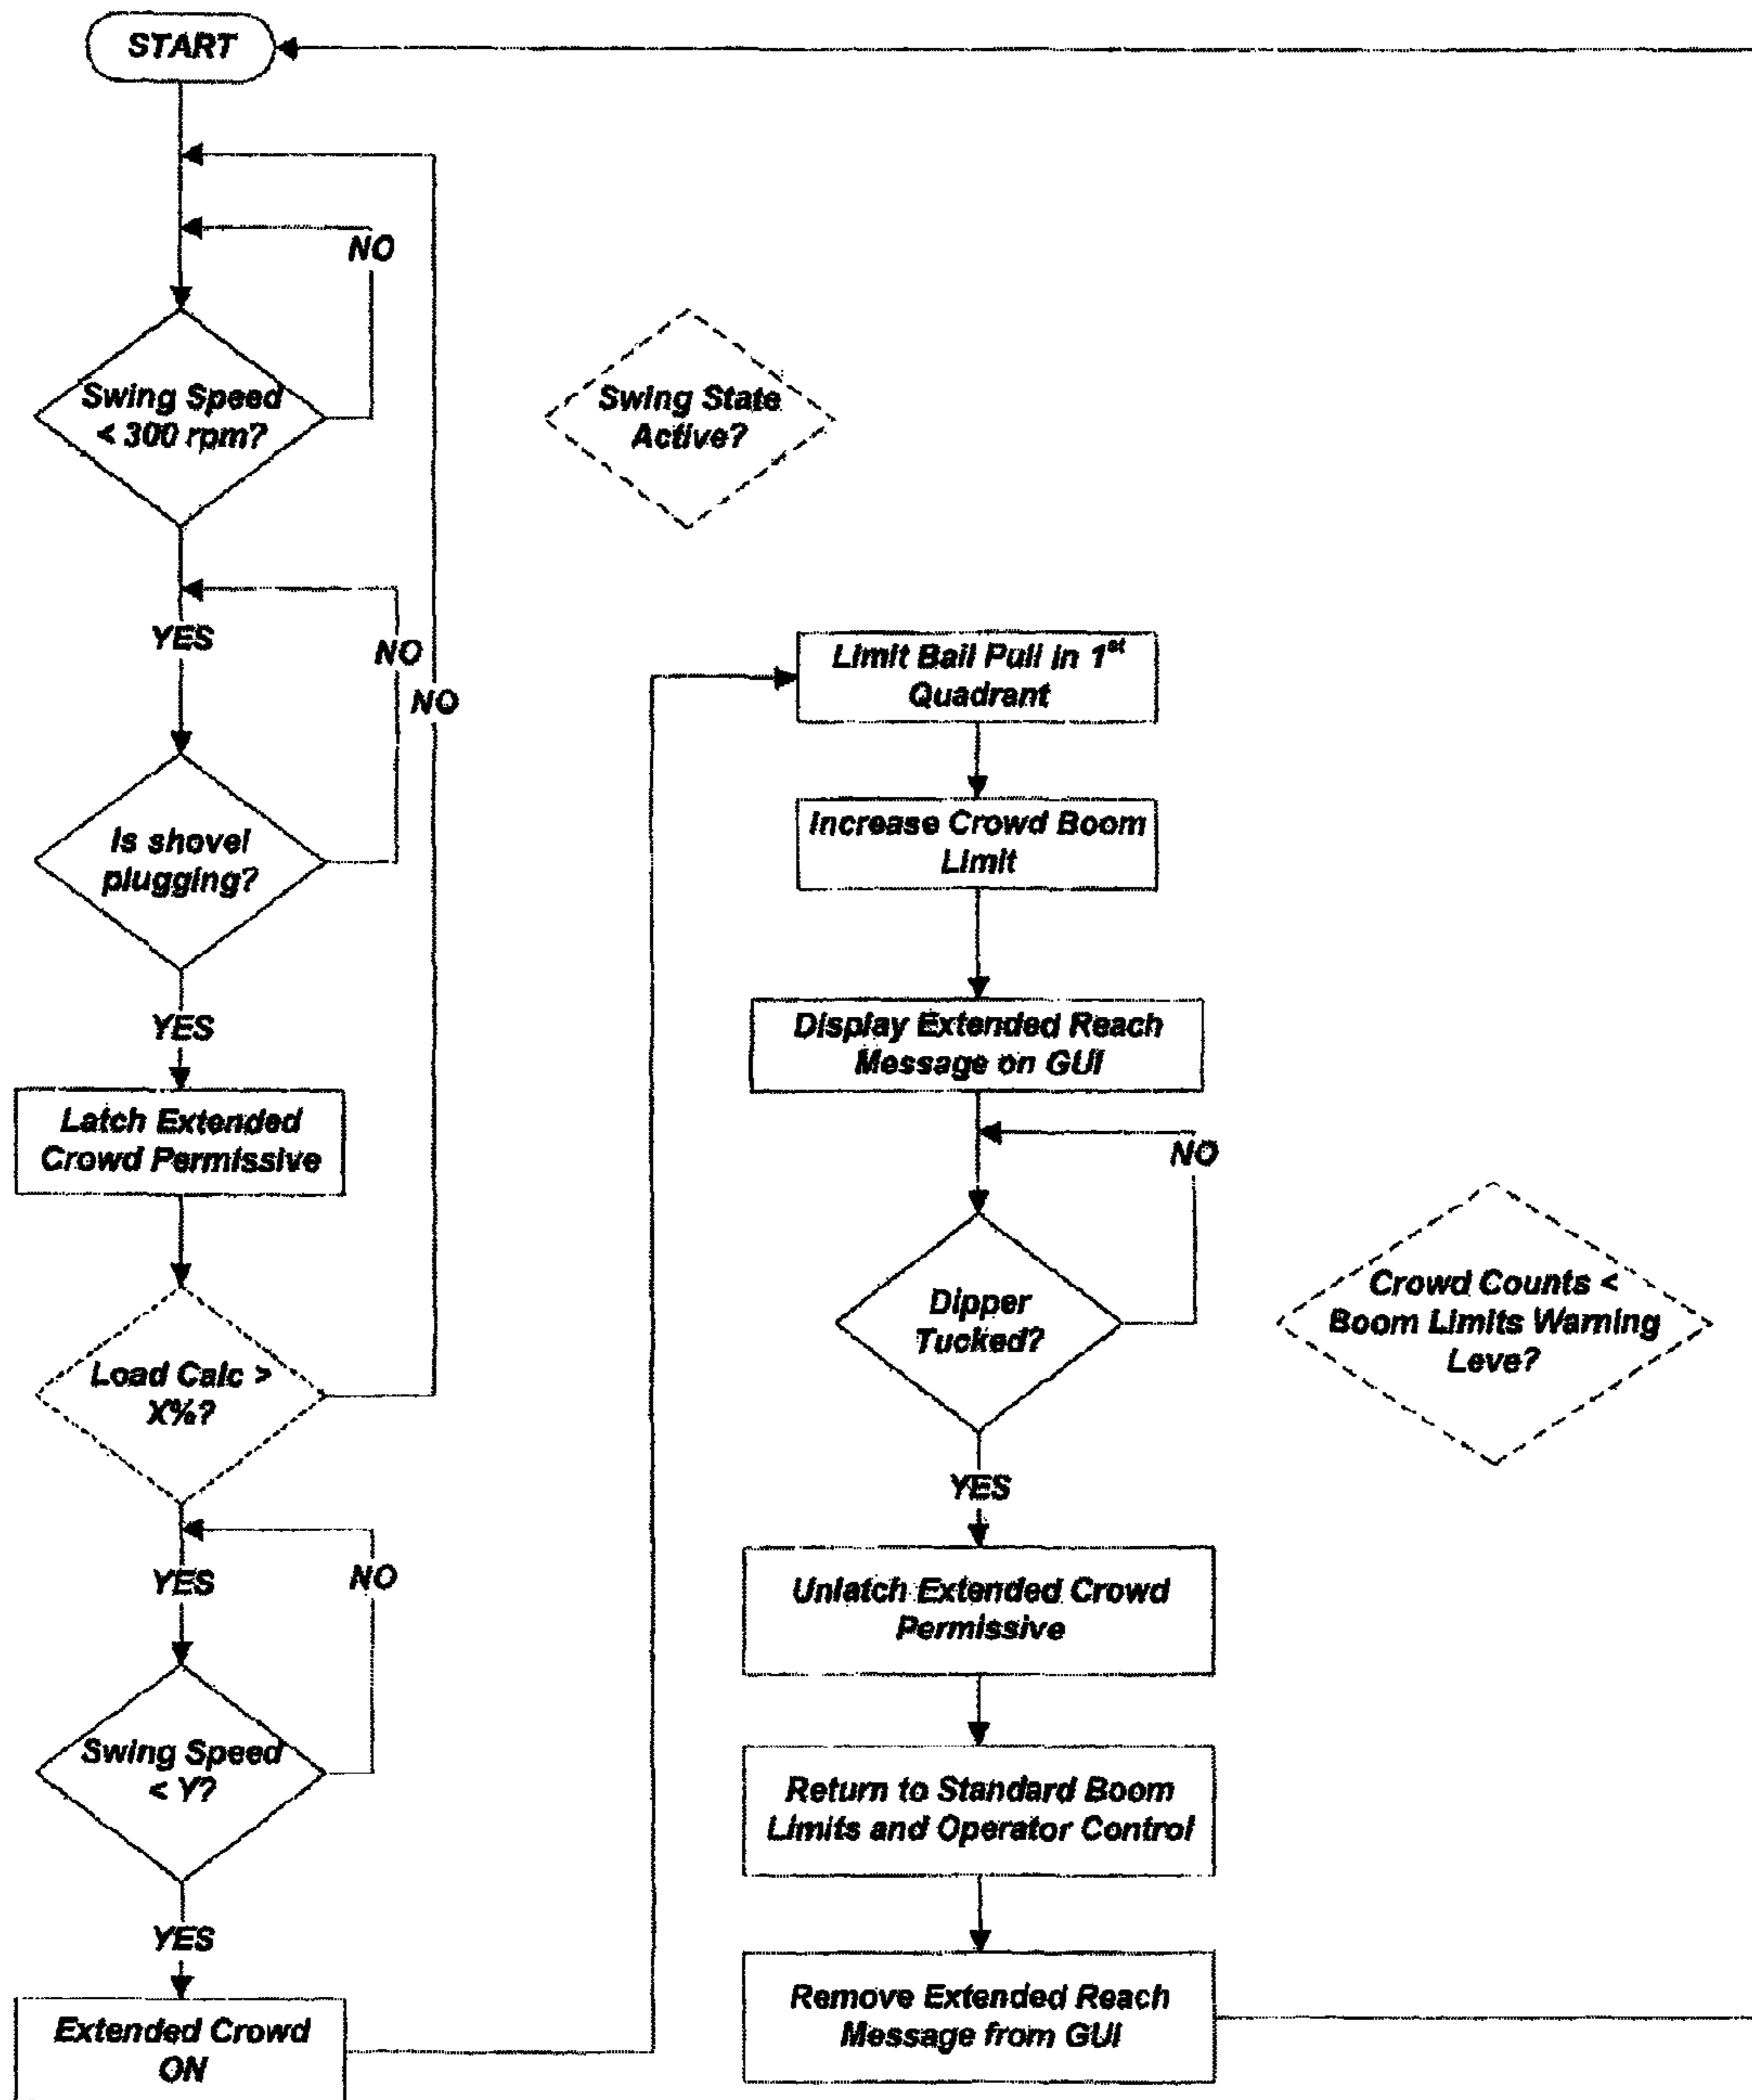 START
NO
Swing Speed
< 300 rpm?
Swing State
Active?
YES
NO
NO
Limit Bail Pull in 1st
Quadrant
Is shovel
plugging?
Increase Crowd Boom
Limit
YES
Display Extended Reach
Message on GUI
Latch Extended
Crowd Permissive
NO
Load Calc >
X%?
Dipper
Tucked?
Crowd Counts <
Boom Limits Warning
Leve?
YES
NO
YES
Unlatch Extended Crowd
Permissive
Swing Speed
< Y?
Return to Standard Boom
Limits and Operator Control
YES
Extended Crowd
ON
Remove Extended Reach
Message from GUI